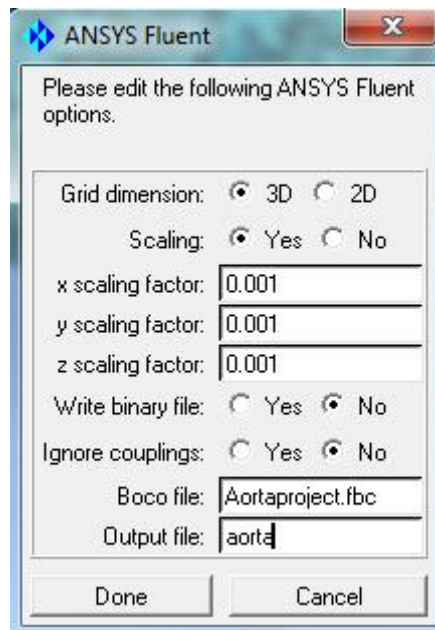 ANSYS Fluent
Please edit the following ANSYS Fluent
options.
Grid dimension: 3D 2D
Scaling: Yes No
x scaling factor: 0.001
y scaling factor: 0.001
z scaling factor: 0.001
Write binary file: Yes No
Ignore couplings: Yes No
Boco file: Aortaproject.fbc
Output file: aorta
Done Cancel